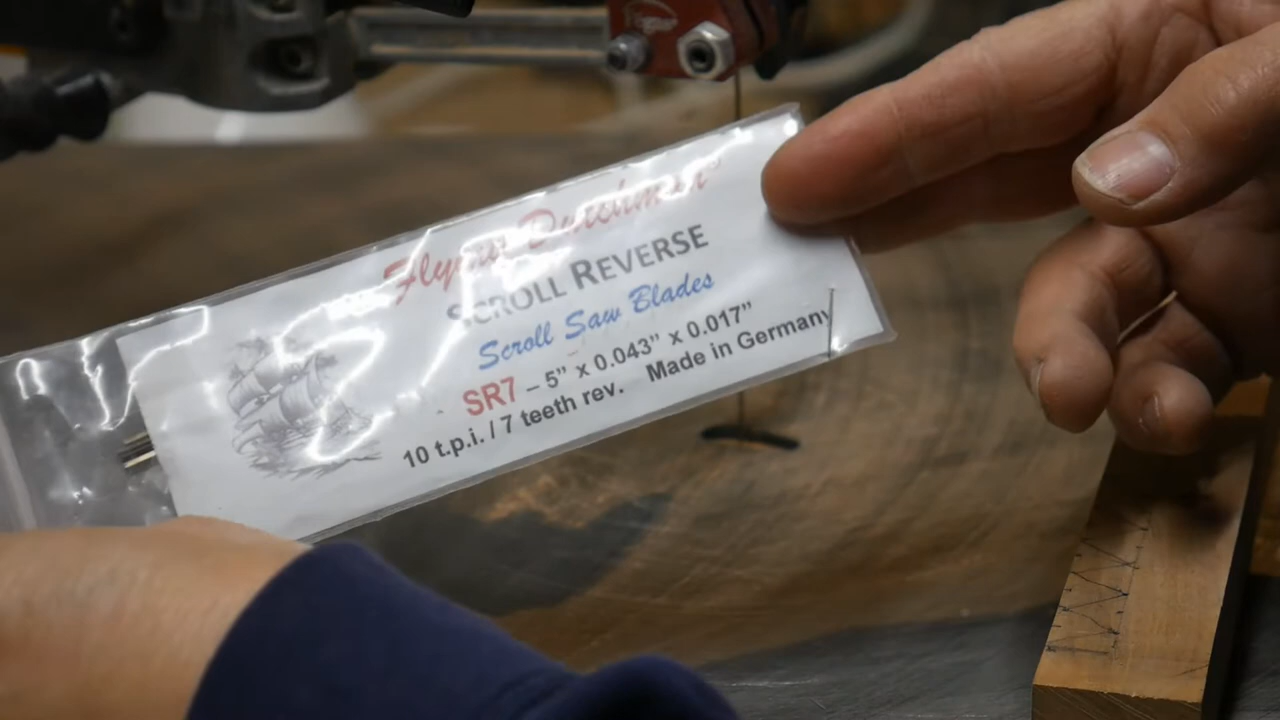 Flying Dutchman
SCROLL REVERSE
Scroll Saw Blades
SR7 – 5" x 0.043" x 0.017"
10 t.p.i. / 7 teeth rev. Made in Germany